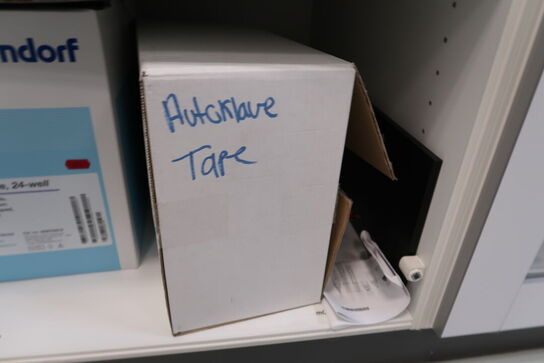 ndorf
e, 24-well
Autoklave
Tape